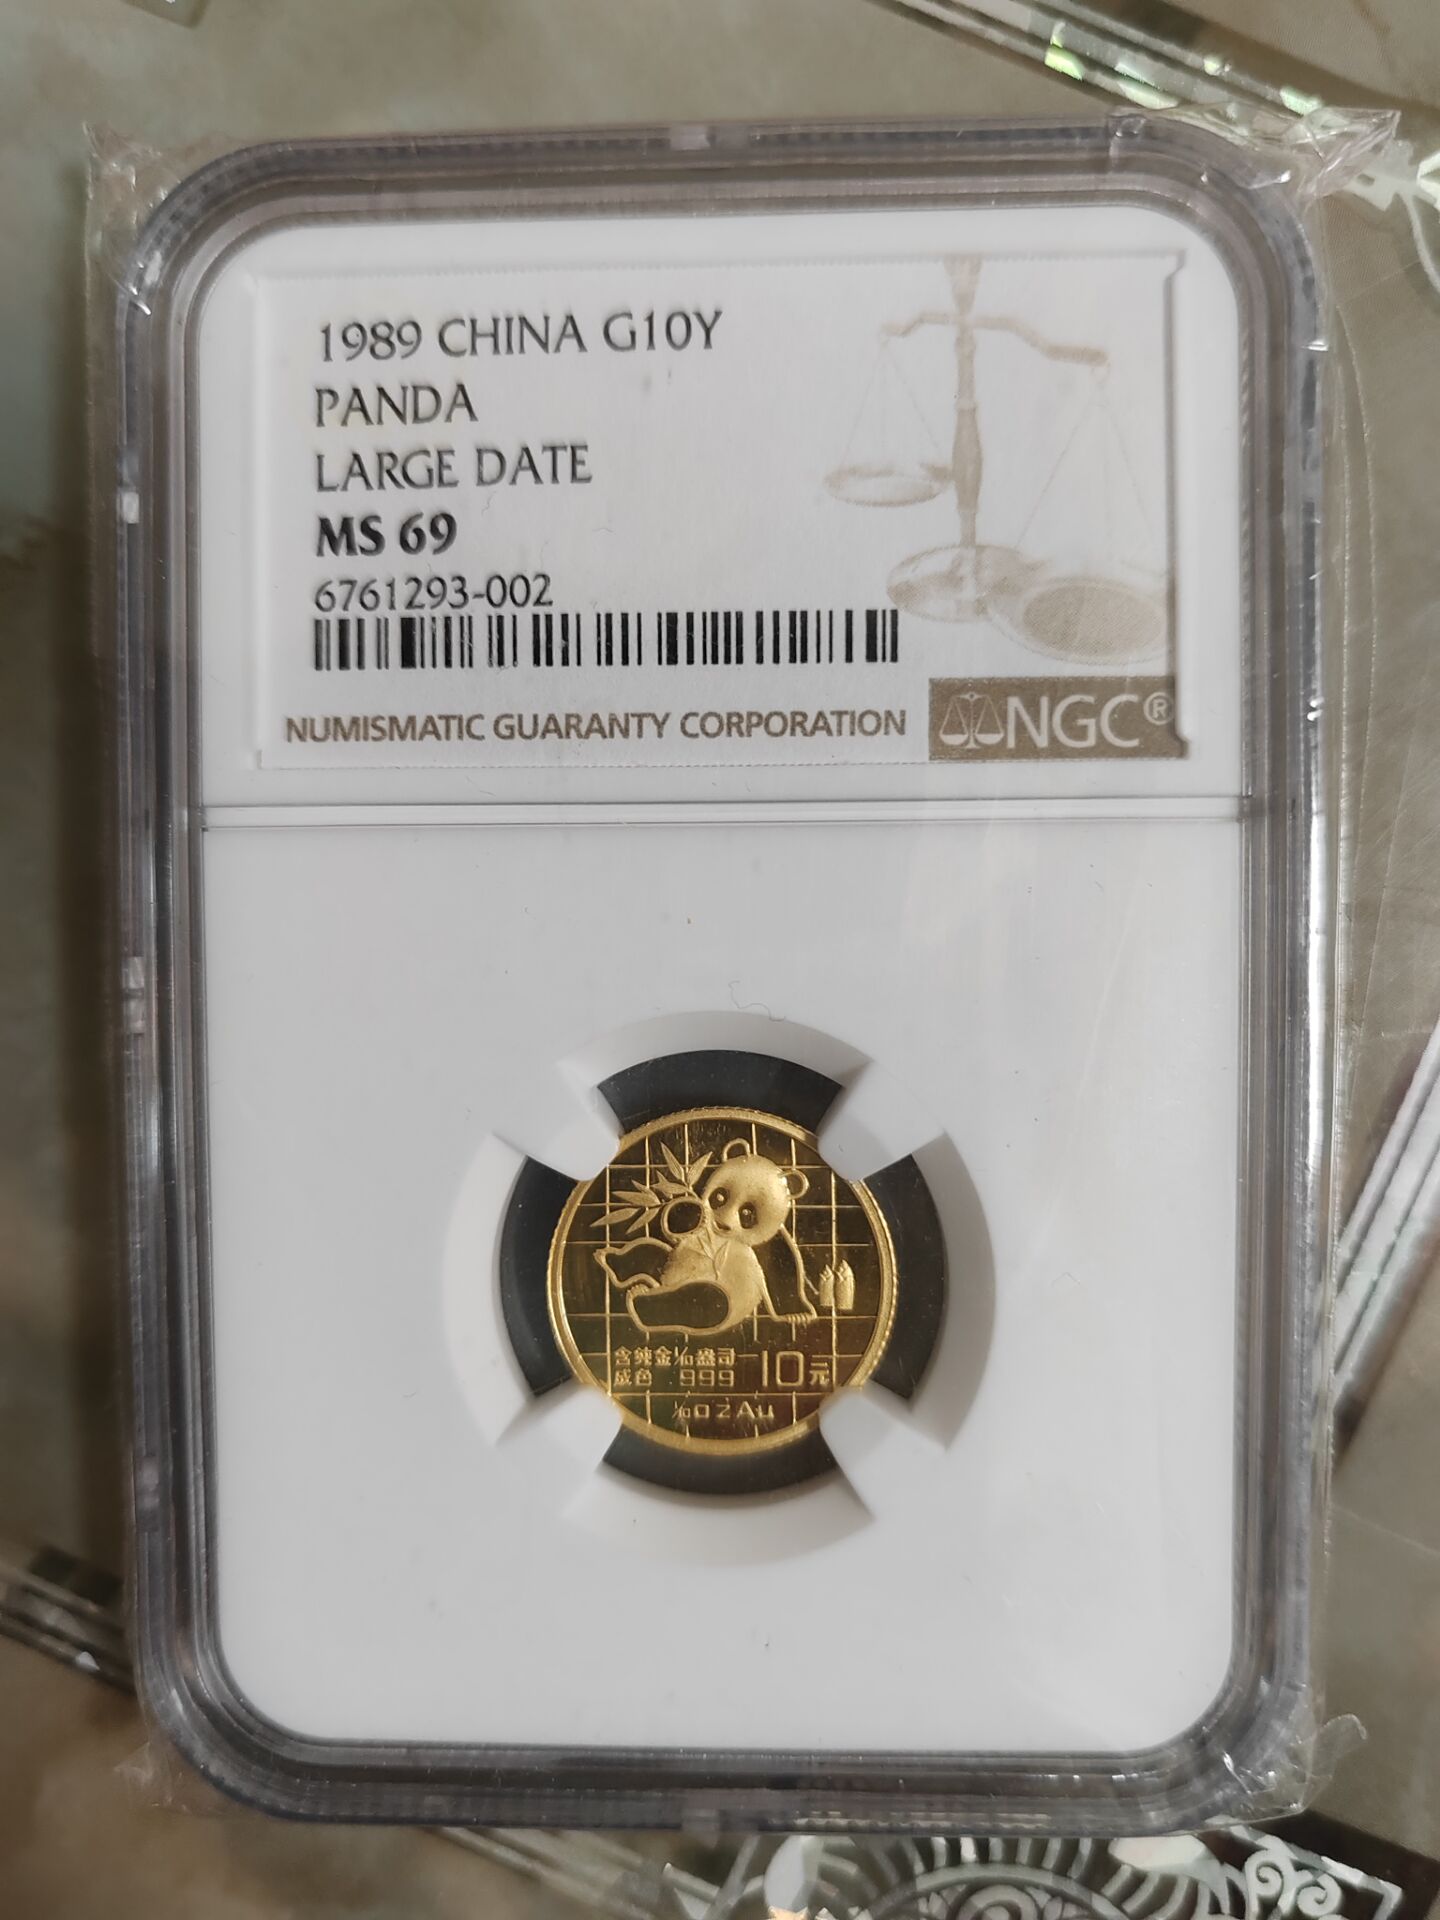 1989 CHINA G10Y
PANDA
LARGE DATE
MS 69
6761293-002
NUMISMATIC GUARANTY CORPORATION
NGC®
含纯金1/10盎司
成色 999
10元
1/10 oz Au